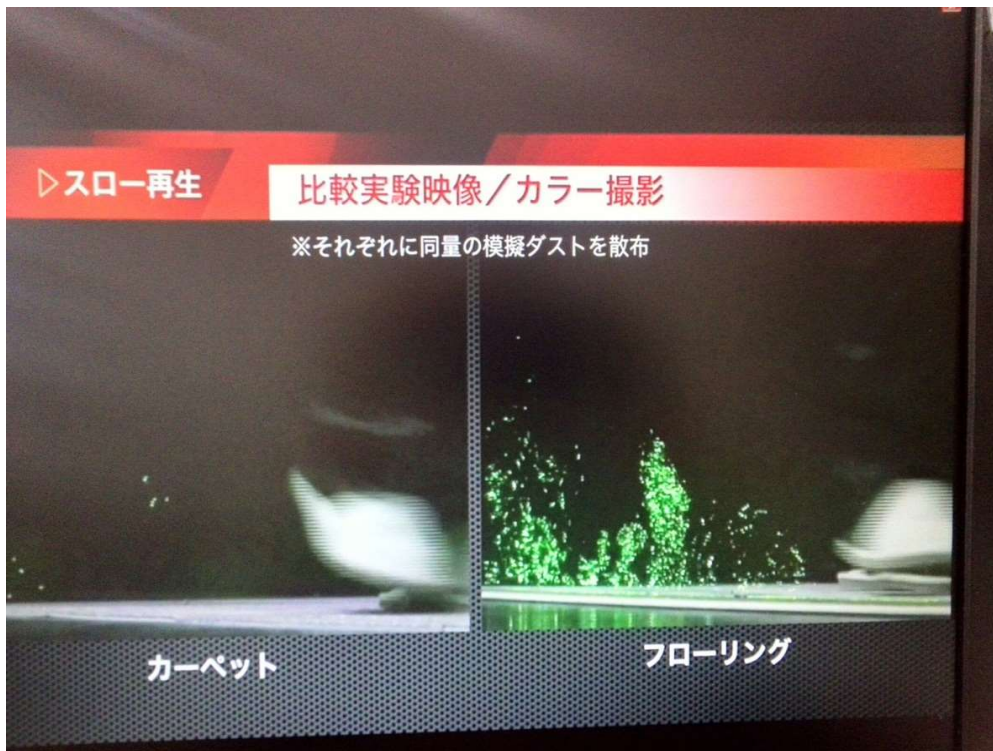 ▷スロー再生
比較実験映像/カラー撮影
※それぞれに同量の模擬ダストを散布
カーペット
フローリング